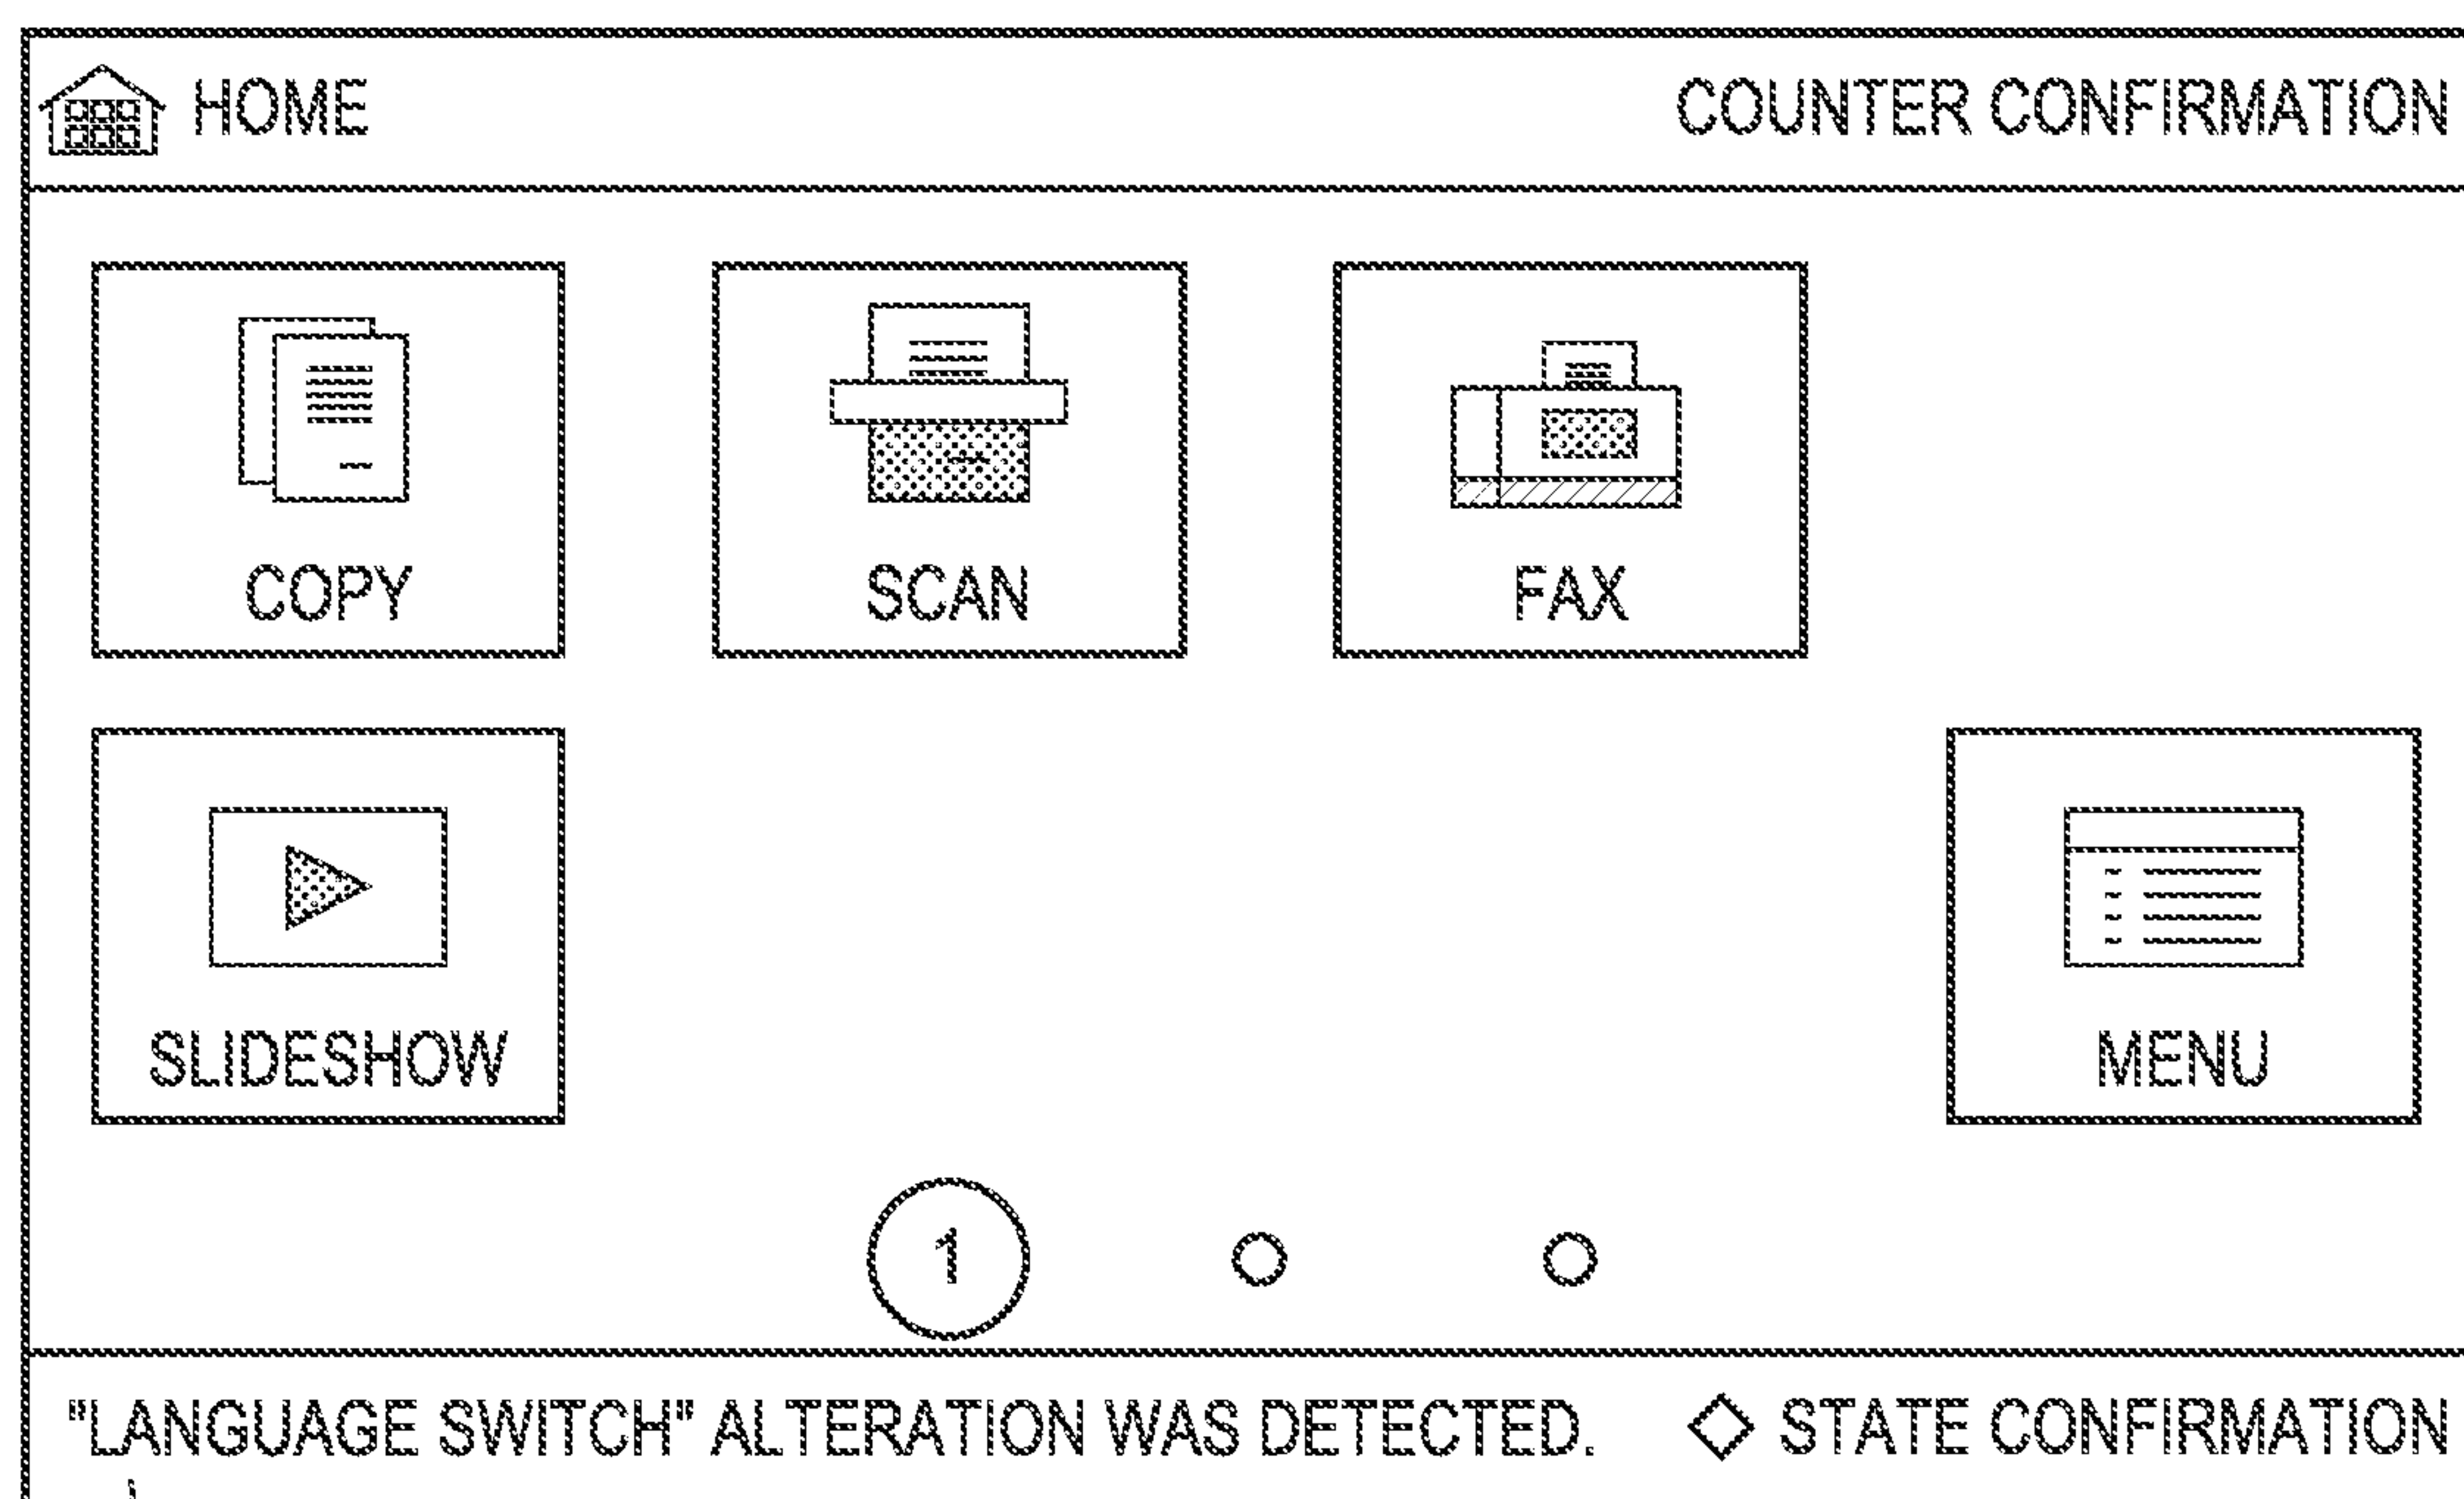 HOME COUNTER CONFIRMATION
COPY SCAN FAX
SLIDESHOW MENU
1
"LANGUAGE SWITCH" ALTERATION WAS DETECTED. ◇ STATE CONFIRMATION